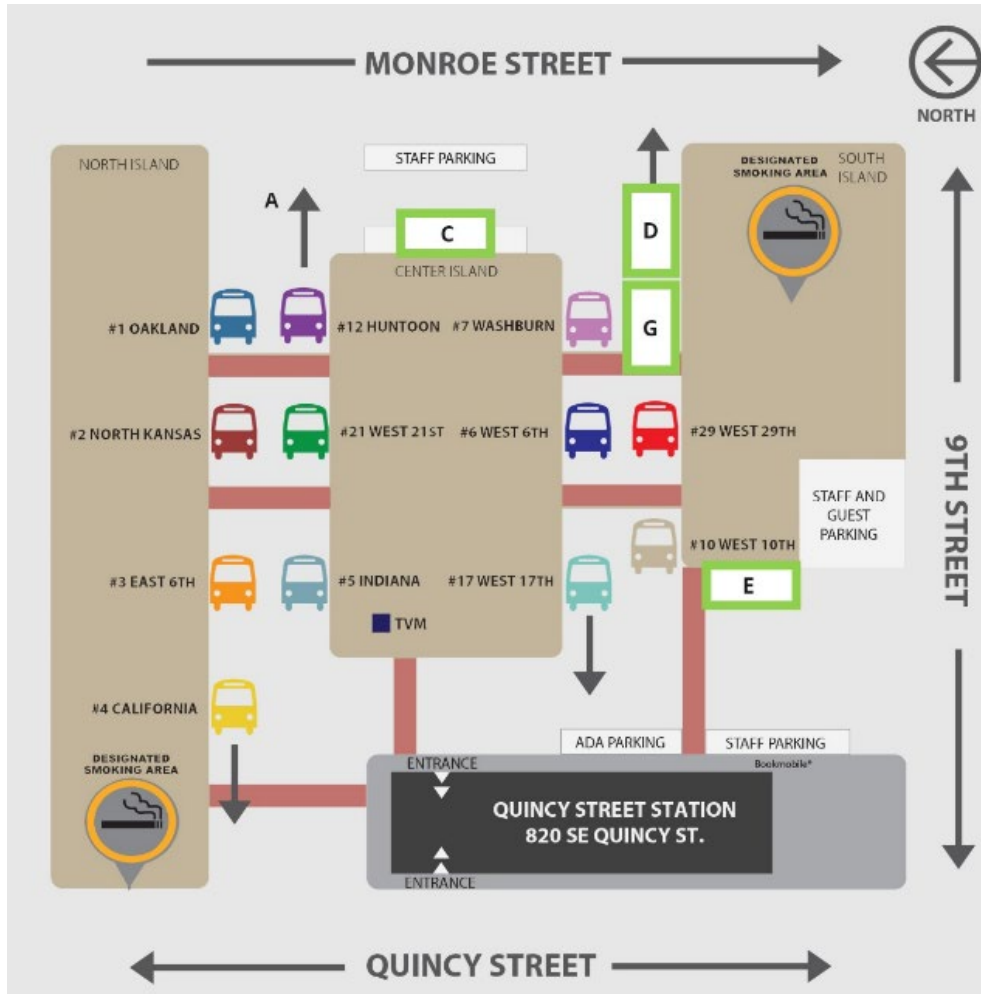 MONROE STREET
NORTH
NORTH ISLAND
STAFF PARKING
DESIGNATED
SMOKING AREA
SOUTH
ISLAND
A
C
D
CENTER ISLAND
#1 OAKLAND
#12 HUNTOON
#7 WASHBURN
G
#2 NORTH KANSAS
#21 WEST 21ST
#6 WEST 6TH
#29 WEST 29TH
9TH STREET
STAFF AND
GUEST
PARKING
#10 WEST 10TH
#3 EAST 6TH
#5 INDIANA
#17 WEST 17TH
E
TVM
#4 CALIFORNIA
ADA PARKING
STAFF PARKING
DESIGNATED
SMOKING AREA
ENTRANCE
Bookmobile*
QUINCY STREET STATION
820 SE QUINCY ST.
ENTRANCE
QUINCY STREET